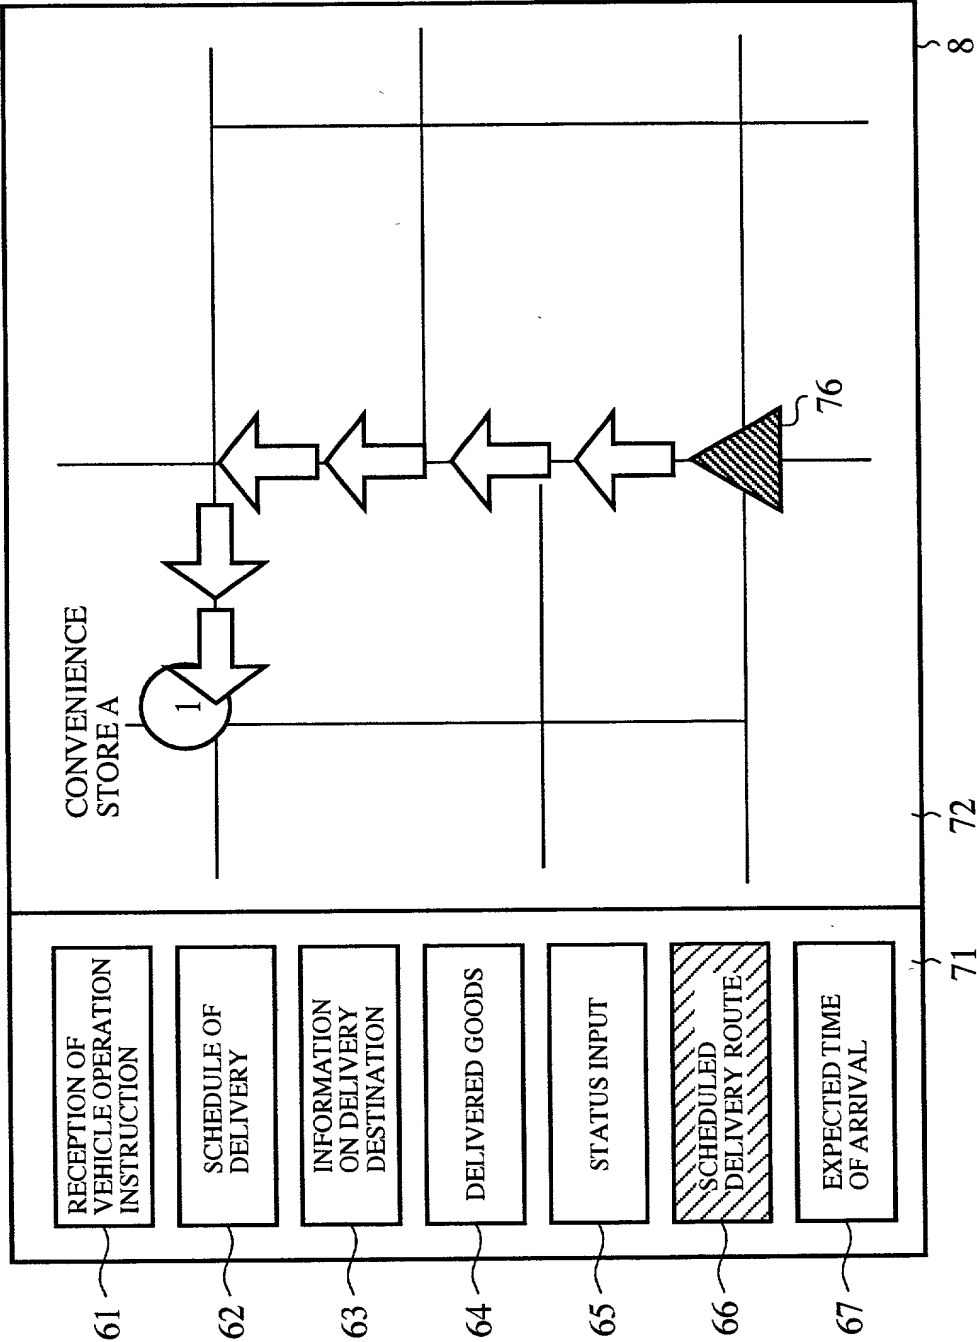 61
RECEPTION OF
VEHICLE OPERATION
INSTRUCTION
62
SCHEDULE OF
DELIVERY
63
INFORMATION
ON DELIVERY
DESTINATION
64
DELIVERED GOODS
65
STATUS INPUT
66
SCHEDULED
DELIVERY ROUTE
67
EXPECTED TIME
OF ARRIVAL
71
CONVENIENCE
STORE A
1
76
72
8